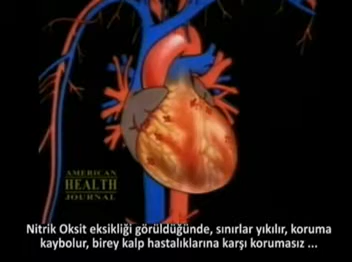 AMERICAN
HEALTH
JOURNAL
Nitrik Oksit eksikliği görüldüğünde, sınırlar yıkılır, koruma
kaybolur, birey kalp hastalıklarına karşı korumasız ...